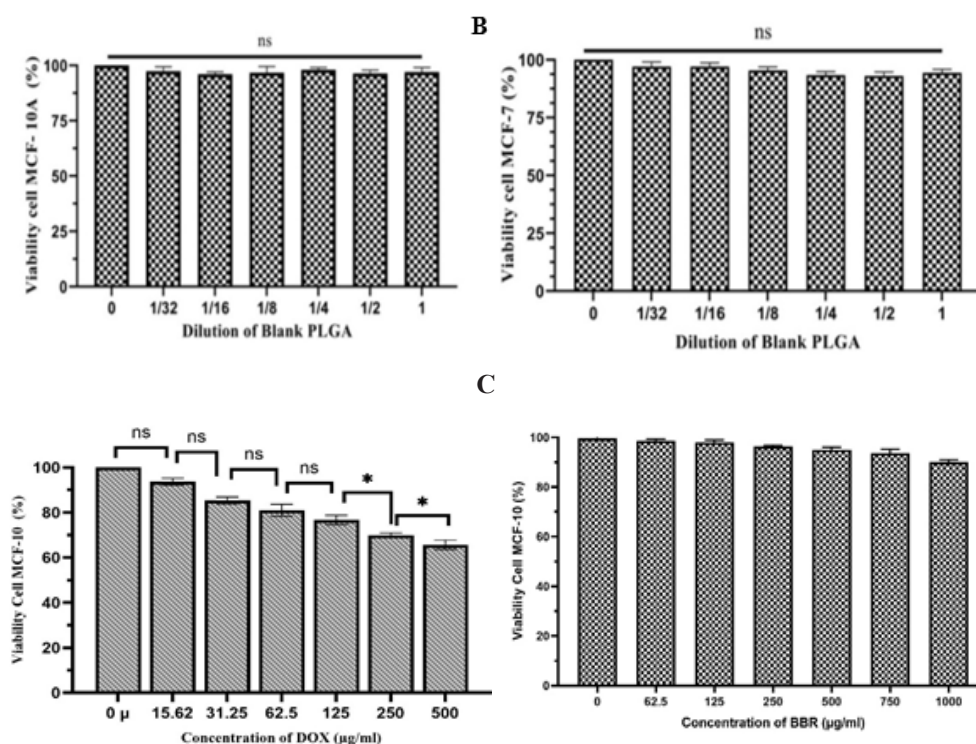 B
ns
Viability cell MCF- 10A (%)
100
75
50
25
0
0 1/32 1/16 1/8 1/4 1/2 1
Dilution of Blank PLGA
ns
Viability cell MCF-7 (%)
100
75
50
25
0
0 1/32 1/16 1/8 1/4 1/2 1
Dilution of Blank PLGA
C
ns ns ns ns * *
Viability Cell MCF-10 (%)
100
80
60
40
20
0
0 µ 15.62 31.25 62.5 125 250 500
Concentration of DOX (µg/ml)
Viability Cell MCF-10 (%)
100
80
60
40
20
0
0 62.5 125 250 500 750 1000
Concentration of BBR (µg/ml)